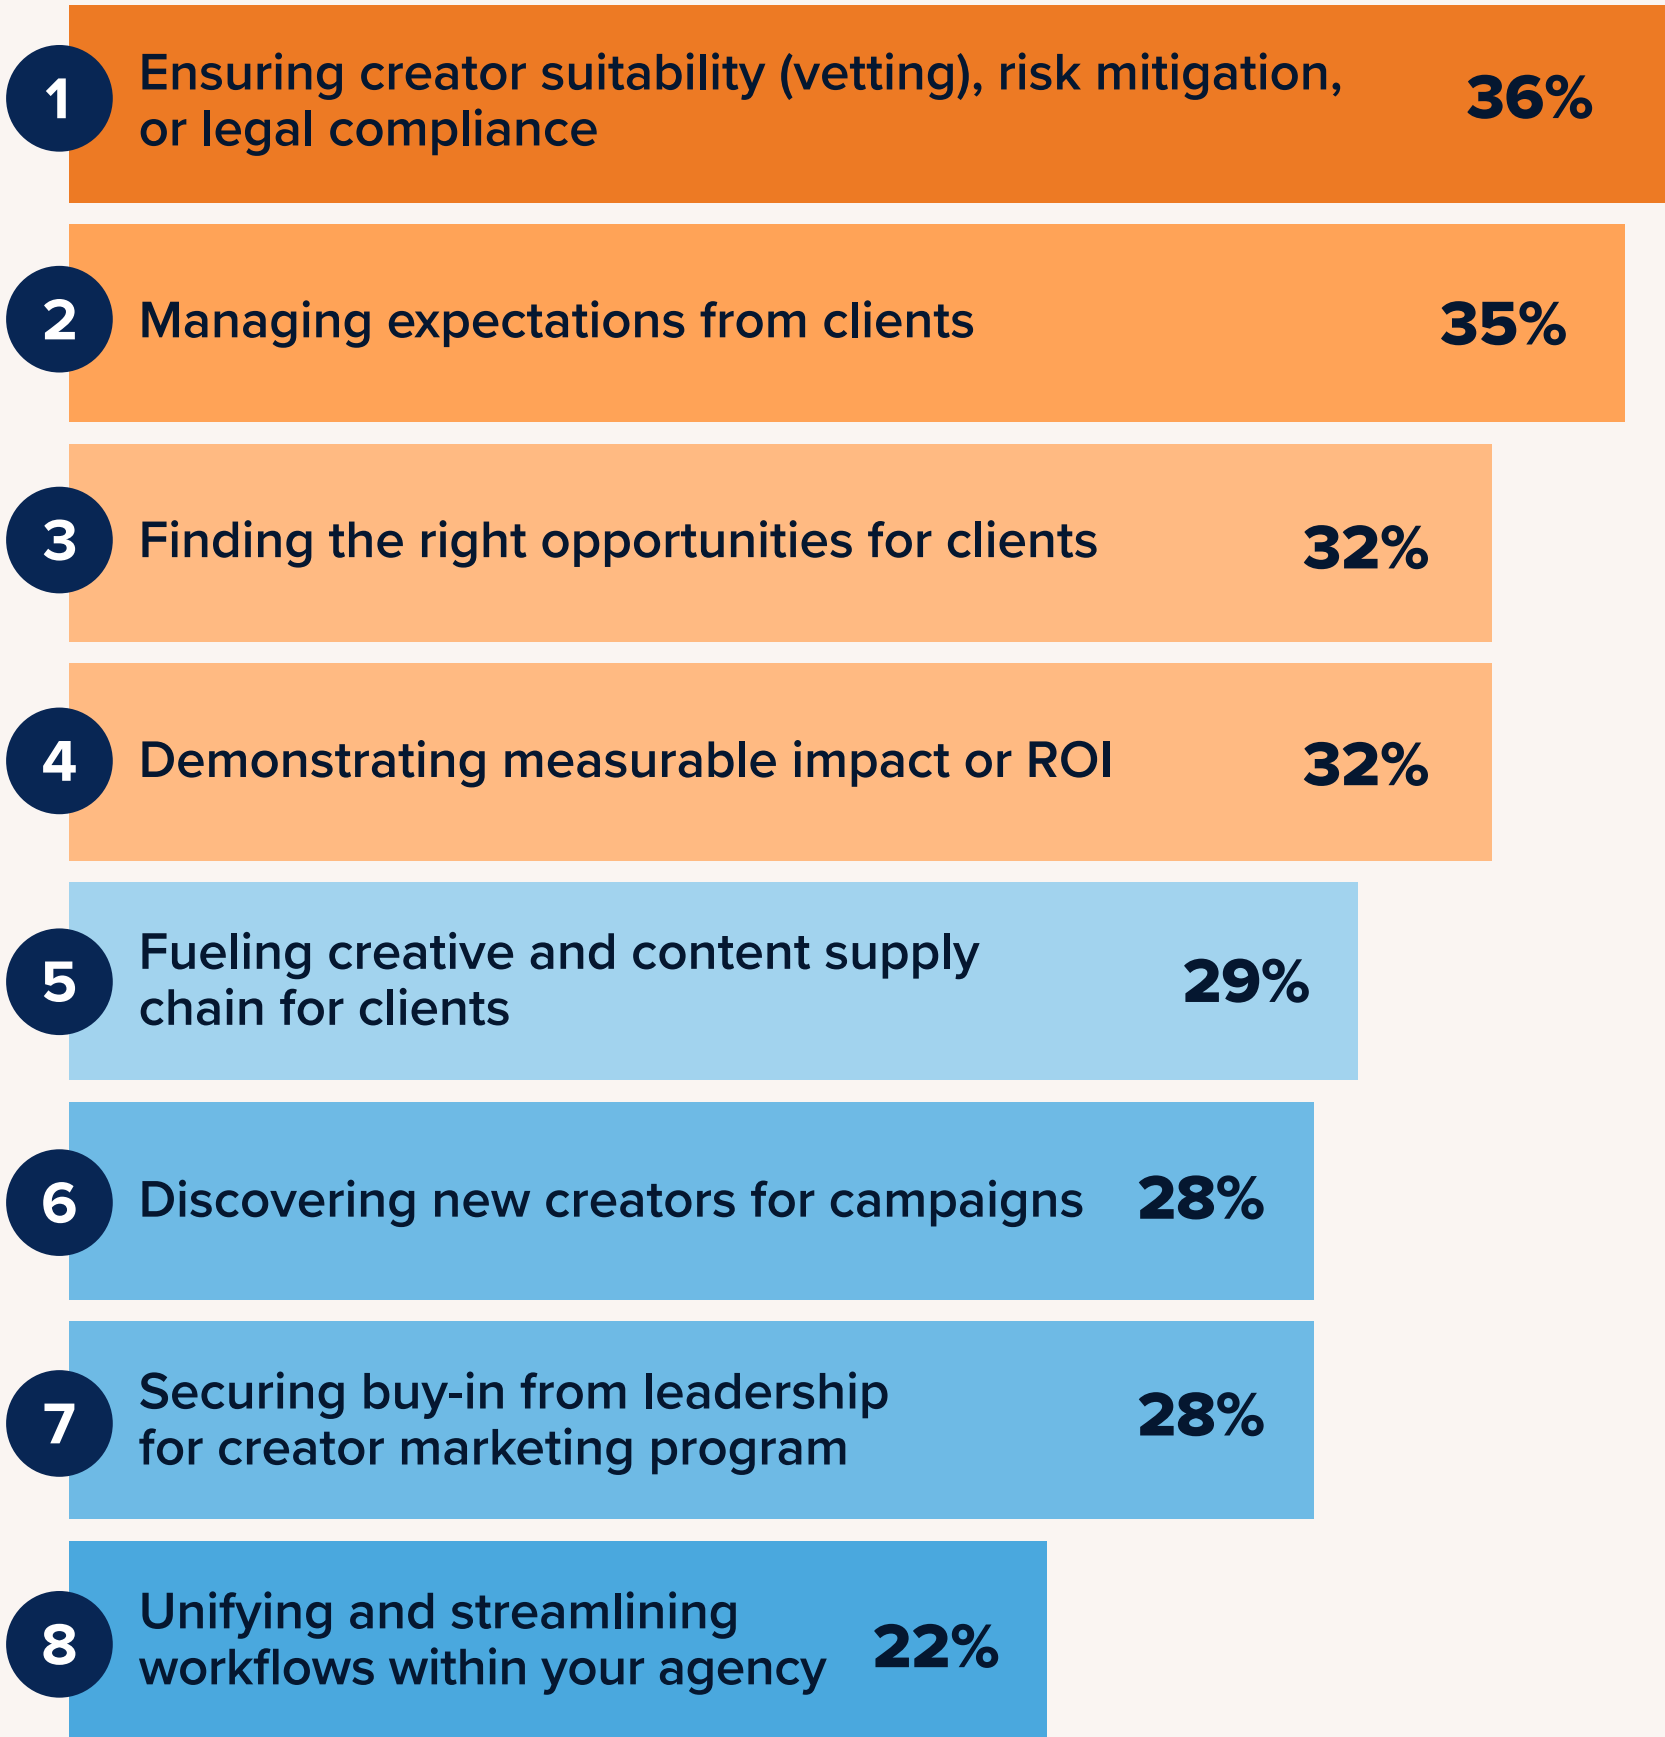 1
Ensuring creator suitability (vetting), risk mitigation,
or legal compliance
36%
2
Managing expectations from clients
35%
3
Finding the right opportunities for clients
32%
4
Demonstrating measurable impact or ROI
32%
5
Fueling creative and content supply
chain for clients
29%
6
Discovering new creators for campaigns
28%
7
Securing buy-in from leadership
for creator marketing program
28%
8
Unifying and streamlining
workflows within your agency
22%